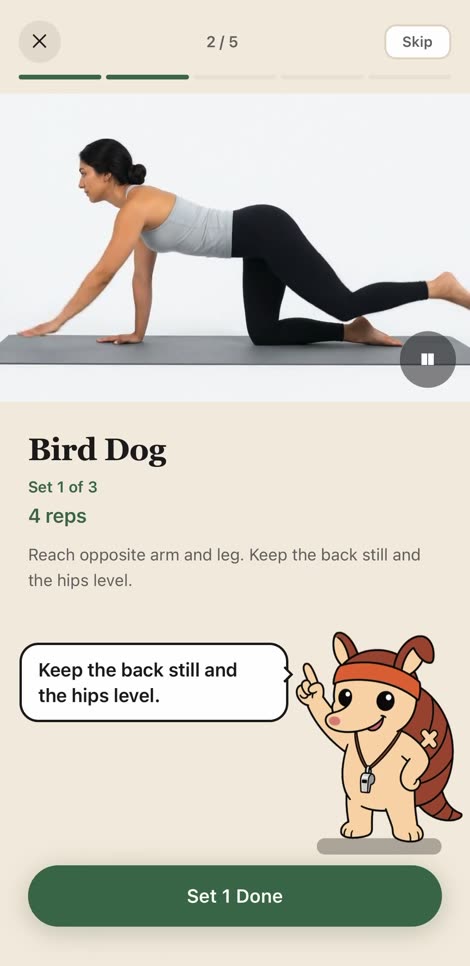 2 / 5
Skip
Bird Dog
Set 1 of 3
4 reps
Reach opposite arm and leg. Keep the back still and
the hips level.
Keep the back still and
the hips level.
Set 1 Done